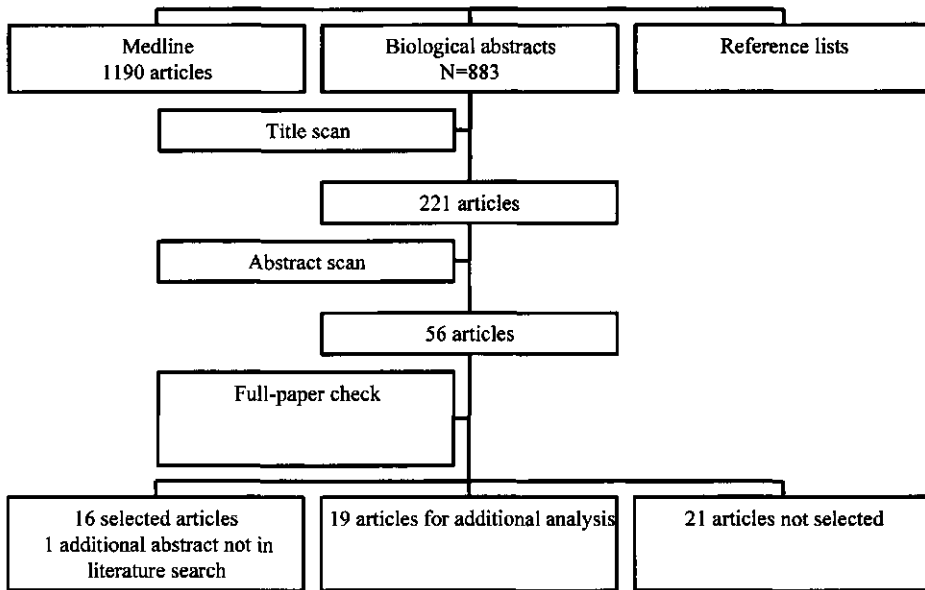 Medline
1190 articles
Biological abstracts
N=883
Reference lists
Title scan
221 articles
Abstract scan
56 articles
Full-paper check
16 selected articles
1 additional abstract not in
literature search
19 articles for additional analysis
21 articles not selected